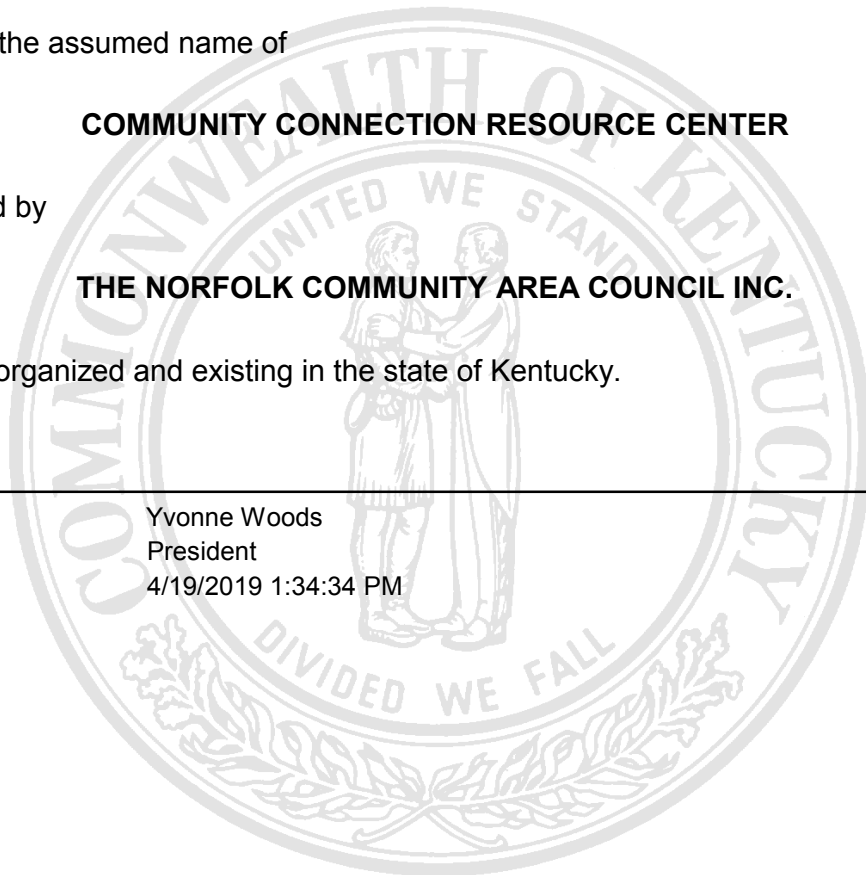 the assumed name of
COMMUNITY CONNECTION RESOURCE CENTER
d by
THE NORFOLK COMMUNITY AREA COUNCIL INC.
organized and existing in the state of Kentucky.
Yvonne Woods
President
4/19/2019 1:34:34 PM
COMMONWEALTH OF KENTUCKY
UNITED WE STAND
DIVIDED WE FALL